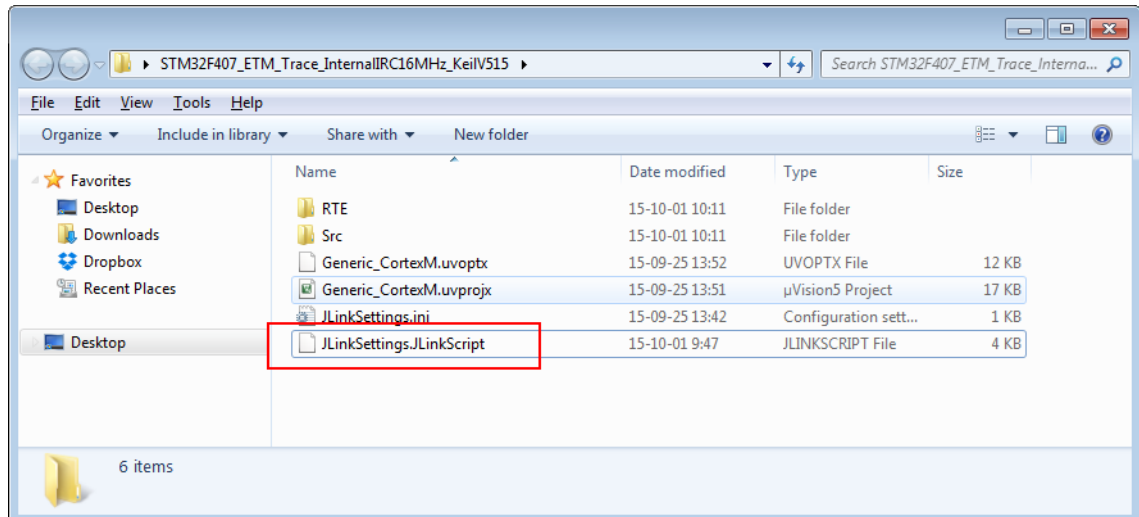 STM32F407_ETM_Trace_InternalIRC16MHz_KeilV515
Search STM32F407_ETM_Trace_Interna...
File Edit View Tools Help
Organize Include in library Share with New folder
Name Date modified Type Size
Favorites
Desktop
Downloads
Dropbox
Recent Places
Desktop
RTE 15-10-01 10:11 File folder
Src 15-10-01 10:11 File folder
Generic_CortexM.uvoptx 15-09-25 13:52 UVOPTX File 12 KB
Generic_CortexM.uvprojx 15-09-25 13:51 µVision5 Project 17 KB
JLinkSettings.ini 15-09-25 13:42 Configuration sett... 1 KB
JLinkSettings.JLinkScript 15-10-01 9:47 JLINKSCRIPT File 4 KB
6 items